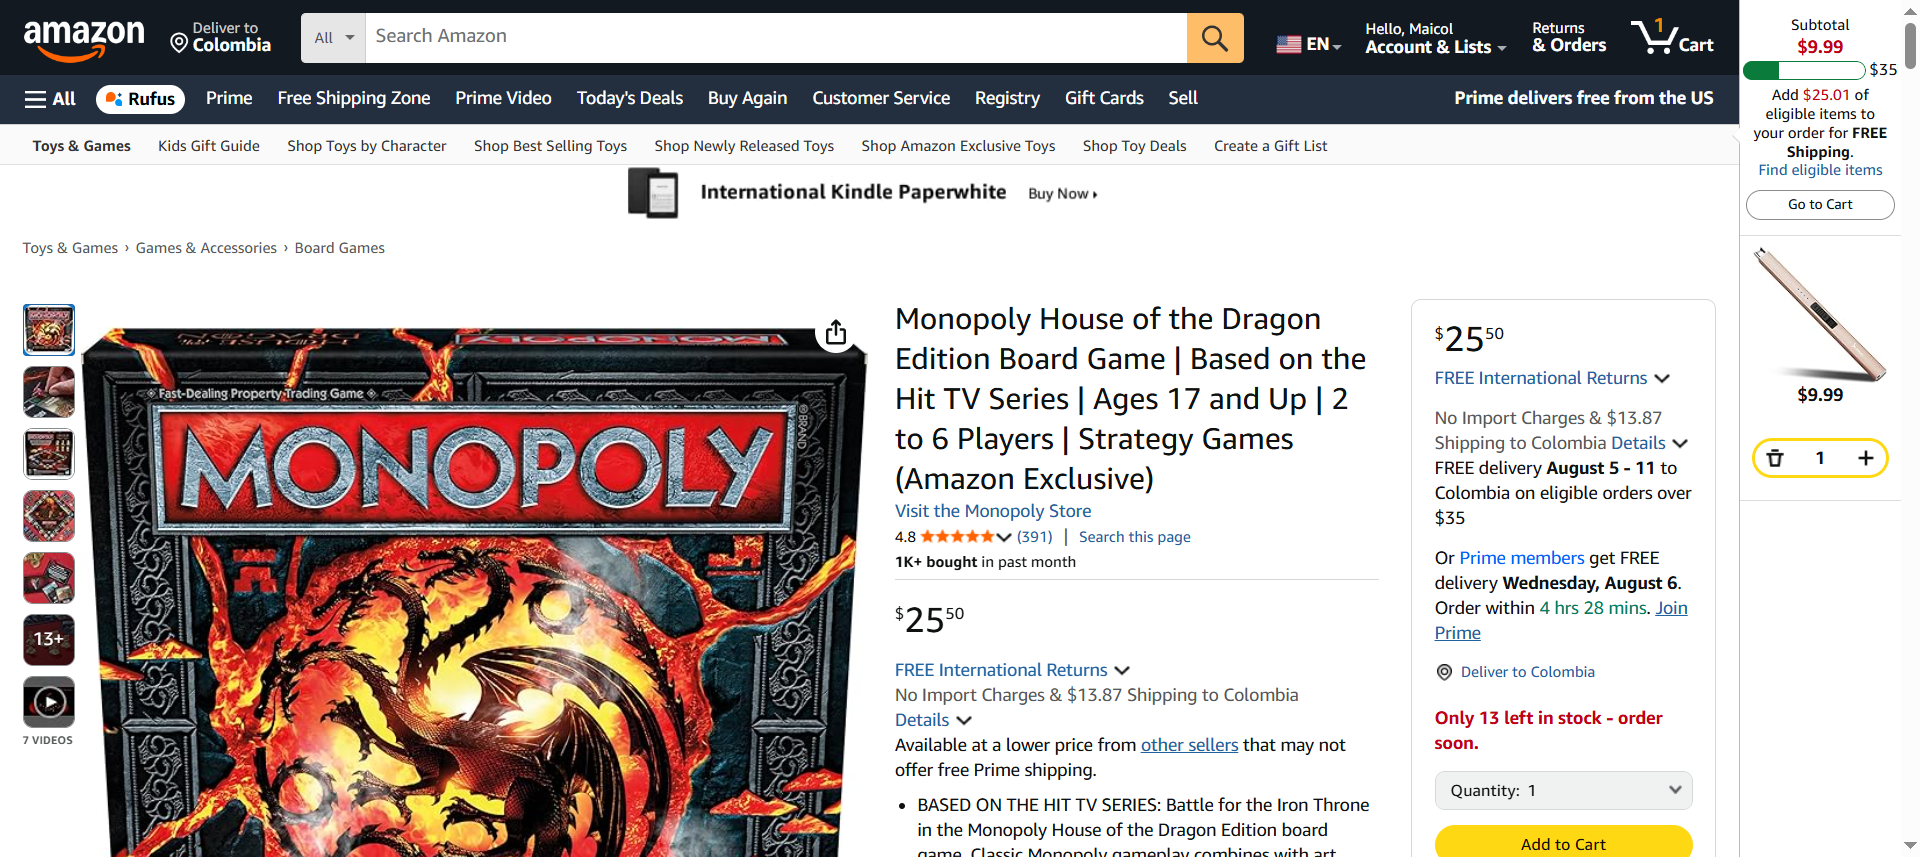 amazon
Deliver to
Colombia
All
Search Amazon
EN
Hello, Maicol
Account & Lists
Returns
& Orders
1
Cart
All
Rufus
Prime
Free Shipping Zone
Prime Video
Today's Deals
Buy Again
Customer Service
Registry
Gift Cards
Sell
Prime delivers free from the US
Toys & Games
Kids Gift Guide
Shop Toys by Character
Shop Best Selling Toys
Shop Newly Released Toys
Shop Amazon Exclusive Toys
Shop Toy Deals
Create a Gift List
International Kindle Paperwhite
Buy Now
Toys & Games › Games & Accessories › Board Games
13+
7 VIDEOS
Fast-Dealing Property Trading Game
MONOPOLY
BRAND
Monopoly House of the Dragon
Edition Board Game | Based on the
Hit TV Series | Ages 17 and Up | 2
to 6 Players | Strategy Games
(Amazon Exclusive)
Visit the Monopoly Store
4.8 (391) | Search this page
1K+ bought in past month
$25 50
FREE International Returns
No Import Charges & $13.87 Shipping to Colombia
Details
Available at a lower price from other sellers that may not
offer free Prime shipping.
• BASED ON THE HIT TV SERIES: Battle for the Iron Throne
in the Monopoly House of the Dragon Edition board
game. Classic Monopoly gameplay combines with art
$25 50
FREE International Returns
No Import Charges & $13.87
Shipping to Colombia Details
FREE delivery August 5 - 11 to
Colombia on eligible orders over
$35
Or Prime members get FREE
delivery Wednesday, August 6.
Order within 4 hrs 28 mins. Join
Prime
Deliver to Colombia
Only 13 left in stock - order
soon.
Quantity: 1
Add to Cart
Subtotal
$9.99
$35
Add $25.01 of
eligible items to
your order for FREE
Shipping.
Find eligible items
Go to Cart
$9.99
1